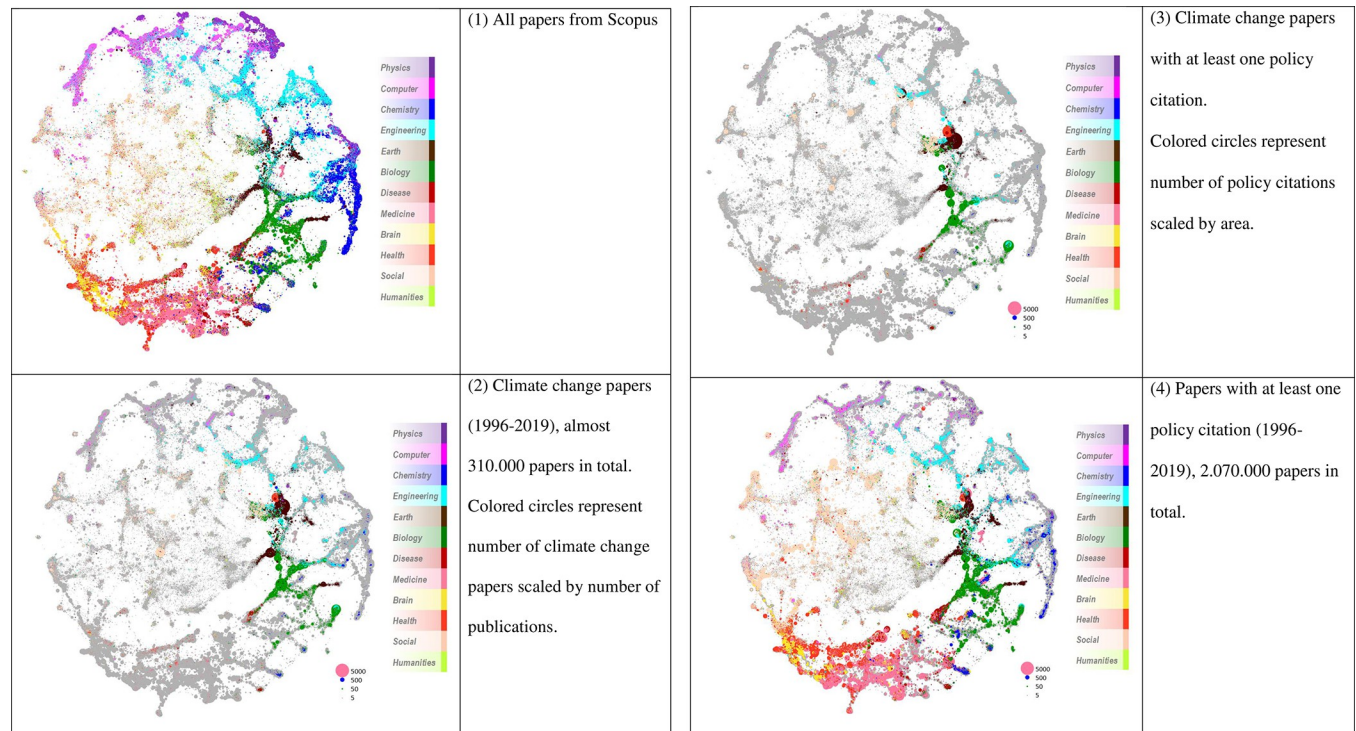 (1) All papers from Scopus
Physics
Computer
Chemistry
Engineering
Earth
Biology
Disease
Medicine
Brain
Health
Social
Humanities
(2) Climate change papers
(1996-2019), almost
310.000 papers in total.
Colored circles represent
number of climate change
papers scaled by number of
publications.
Physics
Computer
Chemistry
Engineering
Earth
Biology
Disease
Medicine
Brain
Health
Social
Humanities
5000
500
50
5
(3) Climate change papers
with at least one policy
citation.
Colored circles represent
number of policy citations
scaled by area.
Physics
Computer
Chemistry
Engineering
Earth
Biology
Disease
Medicine
Brain
Health
Social
Humanities
5000
500
50
5
(4) Papers with at least one
policy citation (1996-
2019), 2.070.000 papers in
total.
Physics
Computer
Chemistry
Engineering
Earth
Biology
Disease
Medicine
Brain
Health
Social
Humanities
5000
500
50
5